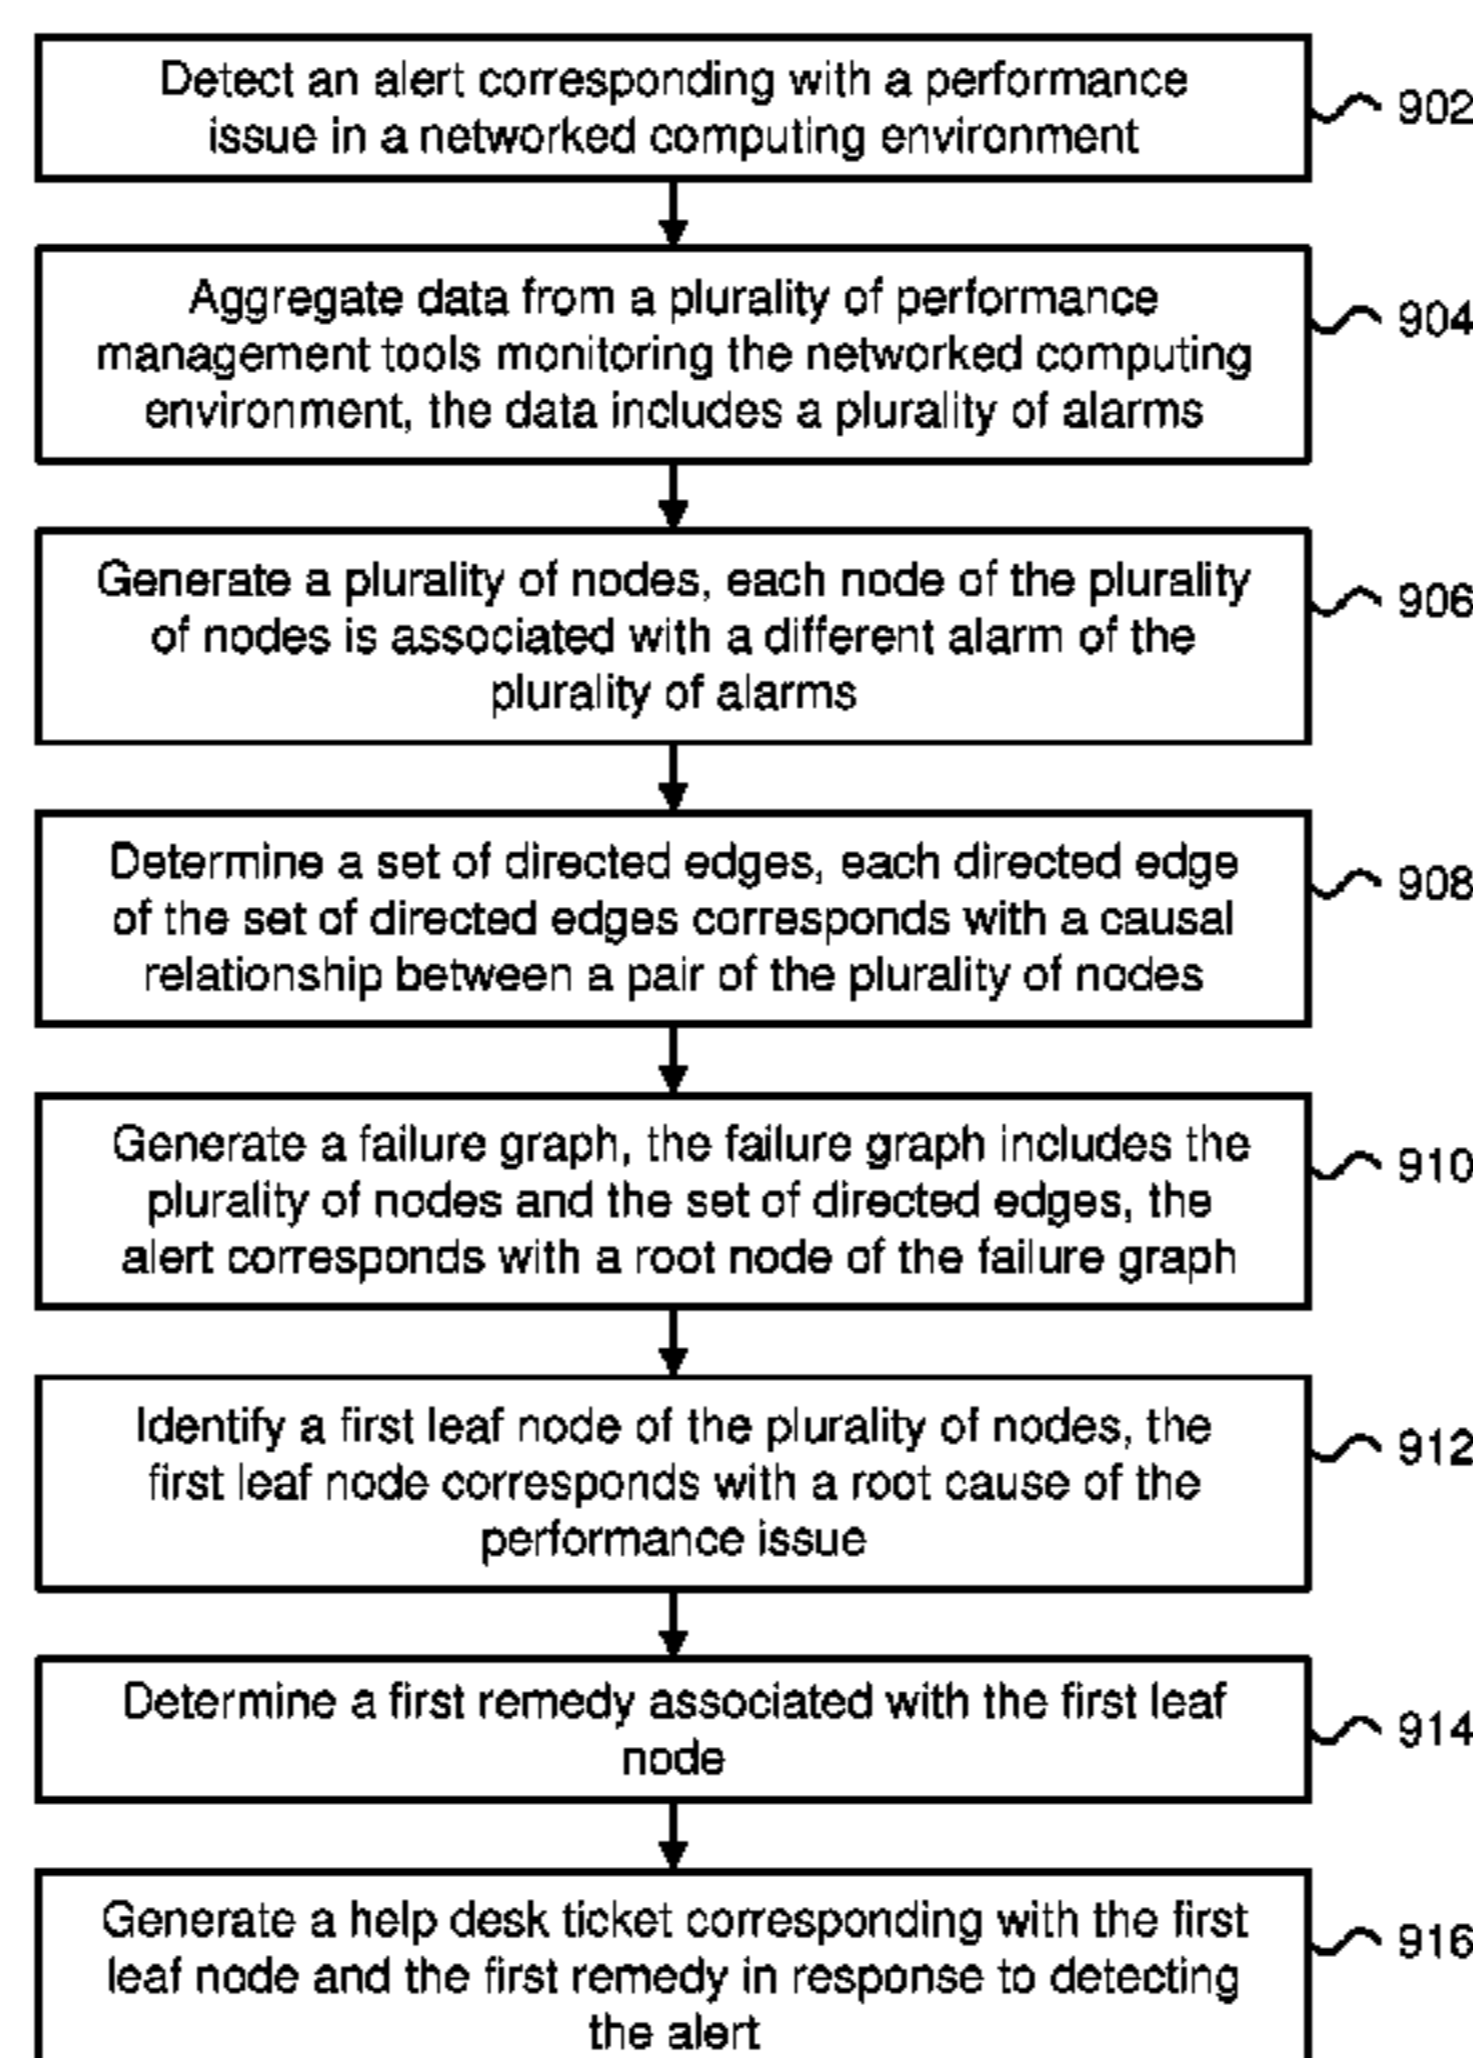 Detect an alert corresponding with a performance
issue in a networked computing environment
902
Aggregate data from a plurality of performance
management tools monitoring the networked computing
environment, the data includes a plurality of alarms
904
Generate a plurality of nodes, each node of the plurality
of nodes is associated with a different alarm of the
plurality of alarms
906
Determine a set of directed edges, each directed edge
of the set of directed edges corresponds with a causal
relationship between a pair of the plurality of nodes
908
Generate a failure graph, the failure graph includes the
plurality of nodes and the set of directed edges, the
alert corresponds with a root node of the failure graph
910
Identify a first leaf node of the plurality of nodes, the
first leaf node corresponds with a root cause of the
performance issue
912
Determine a first remedy associated with the first leaf
node
914
Generate a help desk ticket corresponding with the first
leaf node and the first remedy in response to detecting
the alert
916